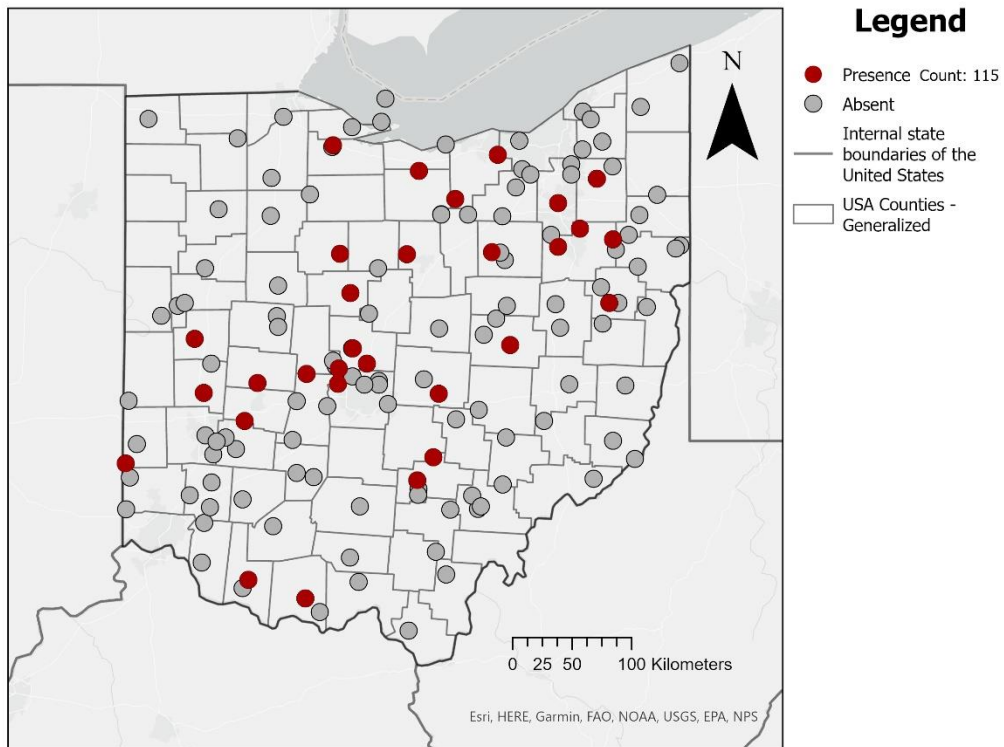 Legend
N
Presence Count: 115
Absent
Internal state
boundaries of the
United States
USA Counties -
Generalized
0 25 50 100 Kilometers
Esri, HERE, Garmin, FAO, NOAA, USGS, EPA, NPS